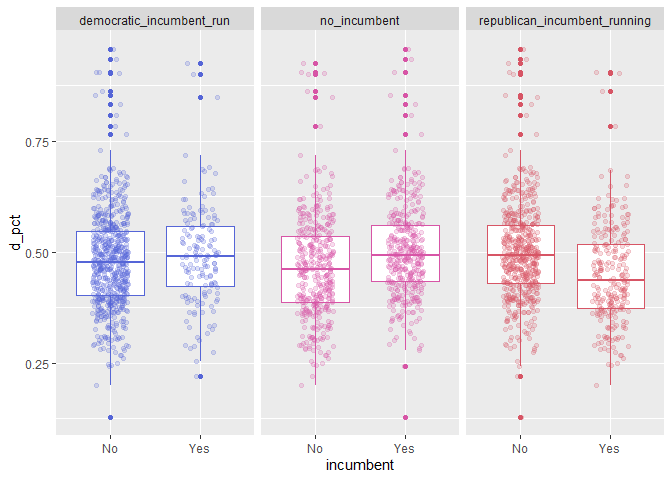 democratic_incumbent_run
no_incumbent
republican_incumbent_running
d_pct
0.75
0.50
0.25
No
Yes
No
Yes
No
Yes
incumbent